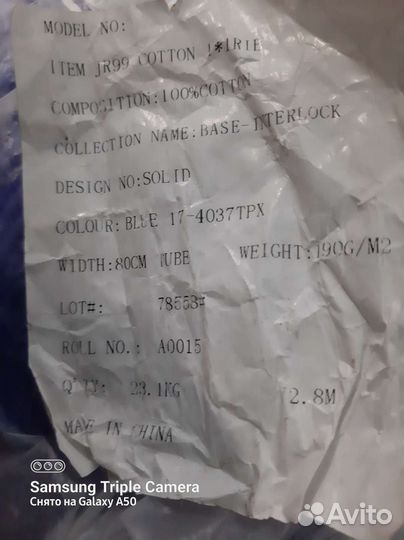 MODEL NO:
ITEM JR99 COTTON 1*1RIB
COMPOSITION:100%COTTON
COLLECTION NAME:BASE-INTERLOCK
DESIGN NO:SOLID
COLOUR: BLUE 17-4037TPX
WIDTH:80CM TUBE WEIGHT:190G/M2
LOT#: 78553#
ROLL NO.: A0015
Q'TY: 23.1KG 72.8M
MADE IN CHINA
Samsung Triple Camera
Снято на Galaxy A50
Avito